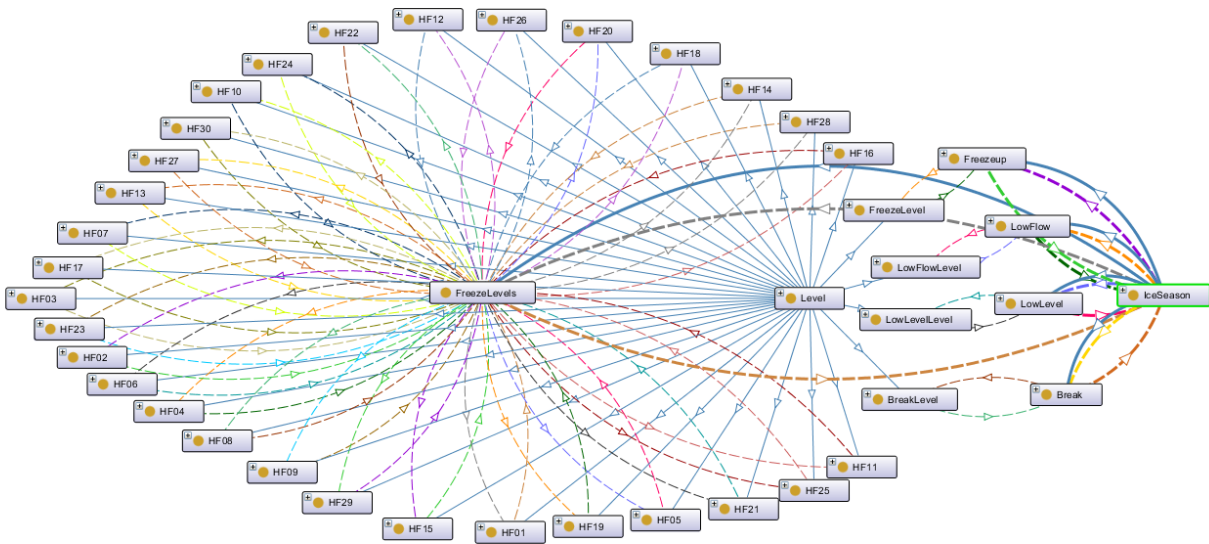 HF12
HF26
HF20
HF22
HF18
HF24
HF14
HF10
HF28
HF30
HF16
Freezeup
HF27
HF13
FreezeLevel
LowFlow
HF07
HF17
LowFlowLevel
FreezeLevels
Level
IceSeason
HF03
LowLevel
LowLevelLevel
HF23
HF02
HF06
Break
BreakLevel
HF04
HF08
HF11
HF09
HF25
HF29
HF21
HF05
HF19
HF15
HF01